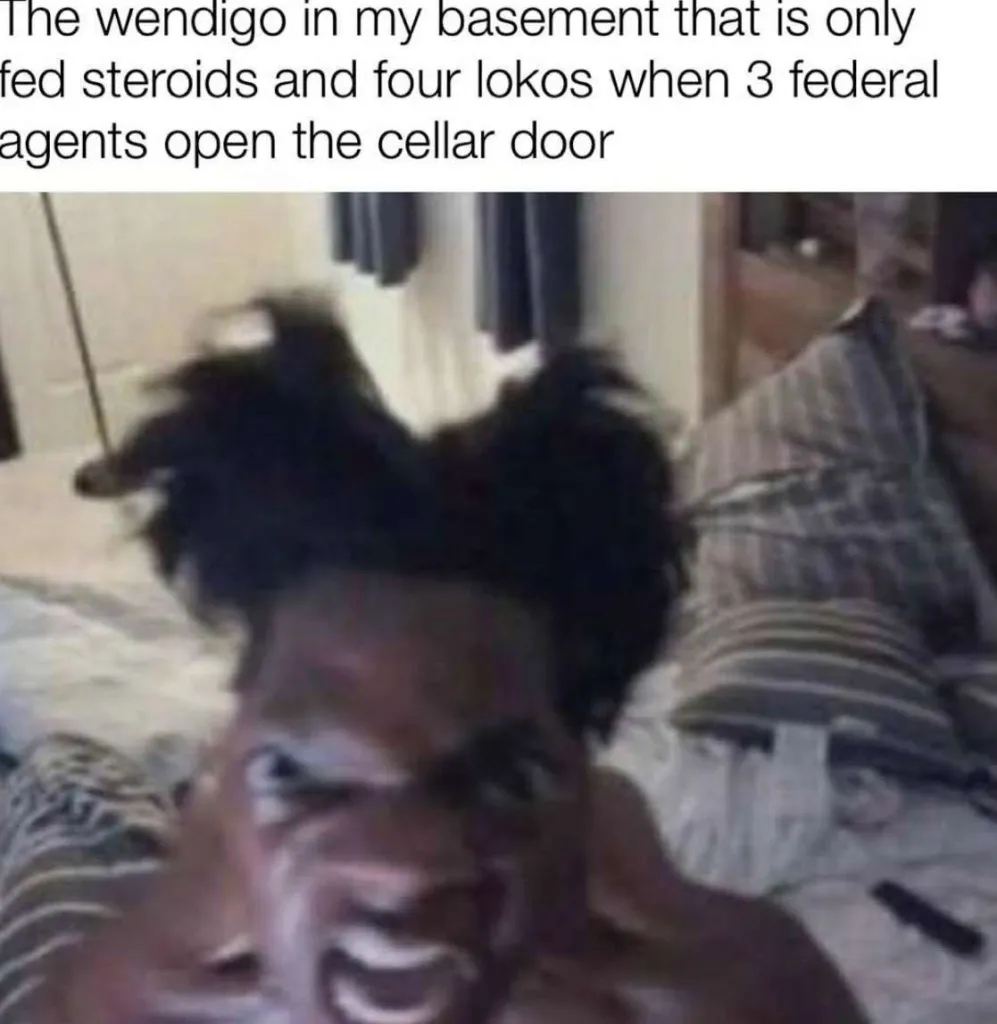 The wendigo in my basement that is only
fed steroids and four lokos when 3 federal
agents open the cellar door